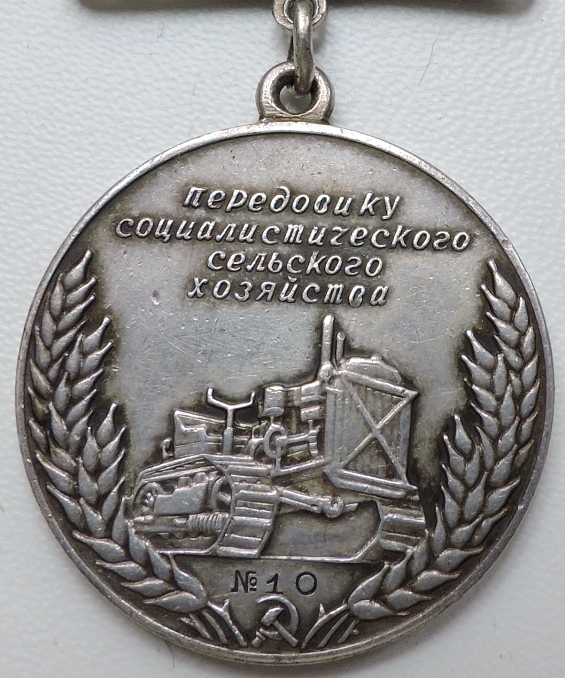 передовику
социалистического
сельского
хозяйства
№10